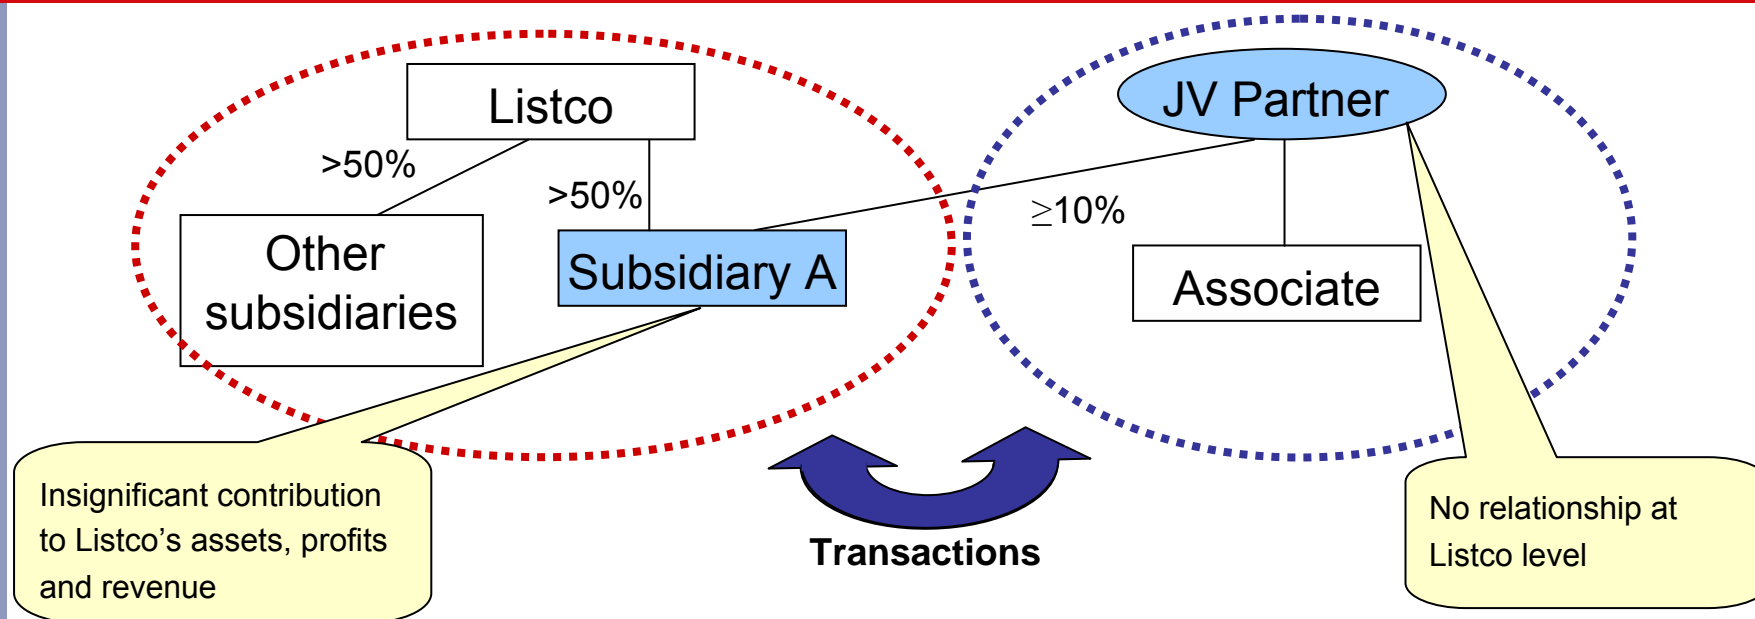 Listco
JV Partner
>50%
>50%
≥10%
Other
subsidiaries
Subsidiary A
Associate
Insignificant contribution
to Listco’s assets, profits
and revenue
No relationship at
Listco level
Transactions